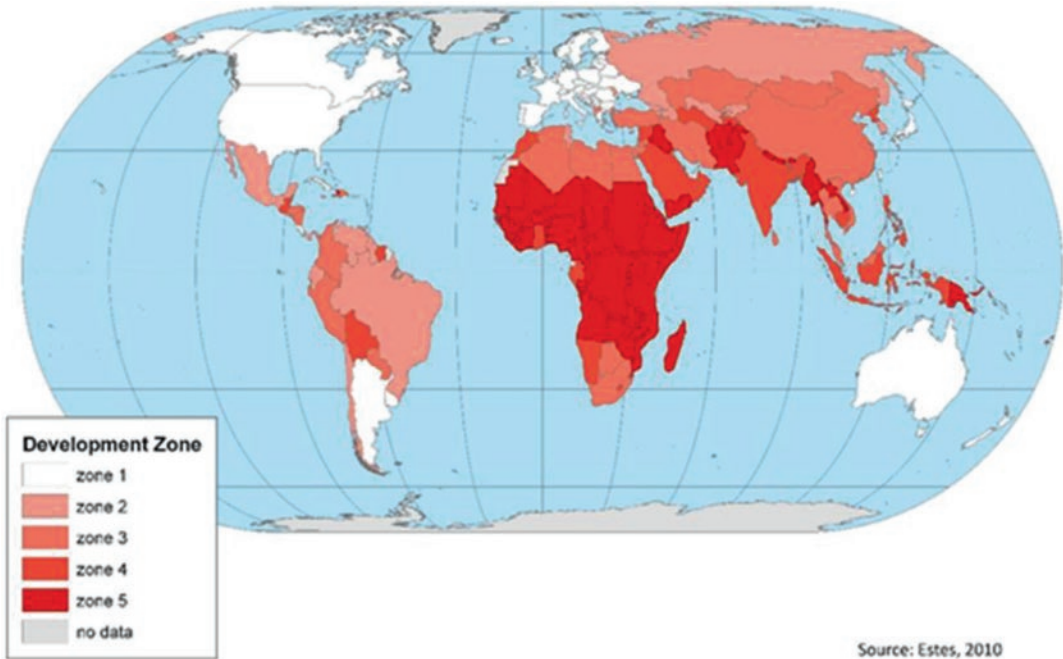 Development Zone
zone 1
zone 2
zone 3
zone 4
zone 5
no data
Source: Estes, 2010